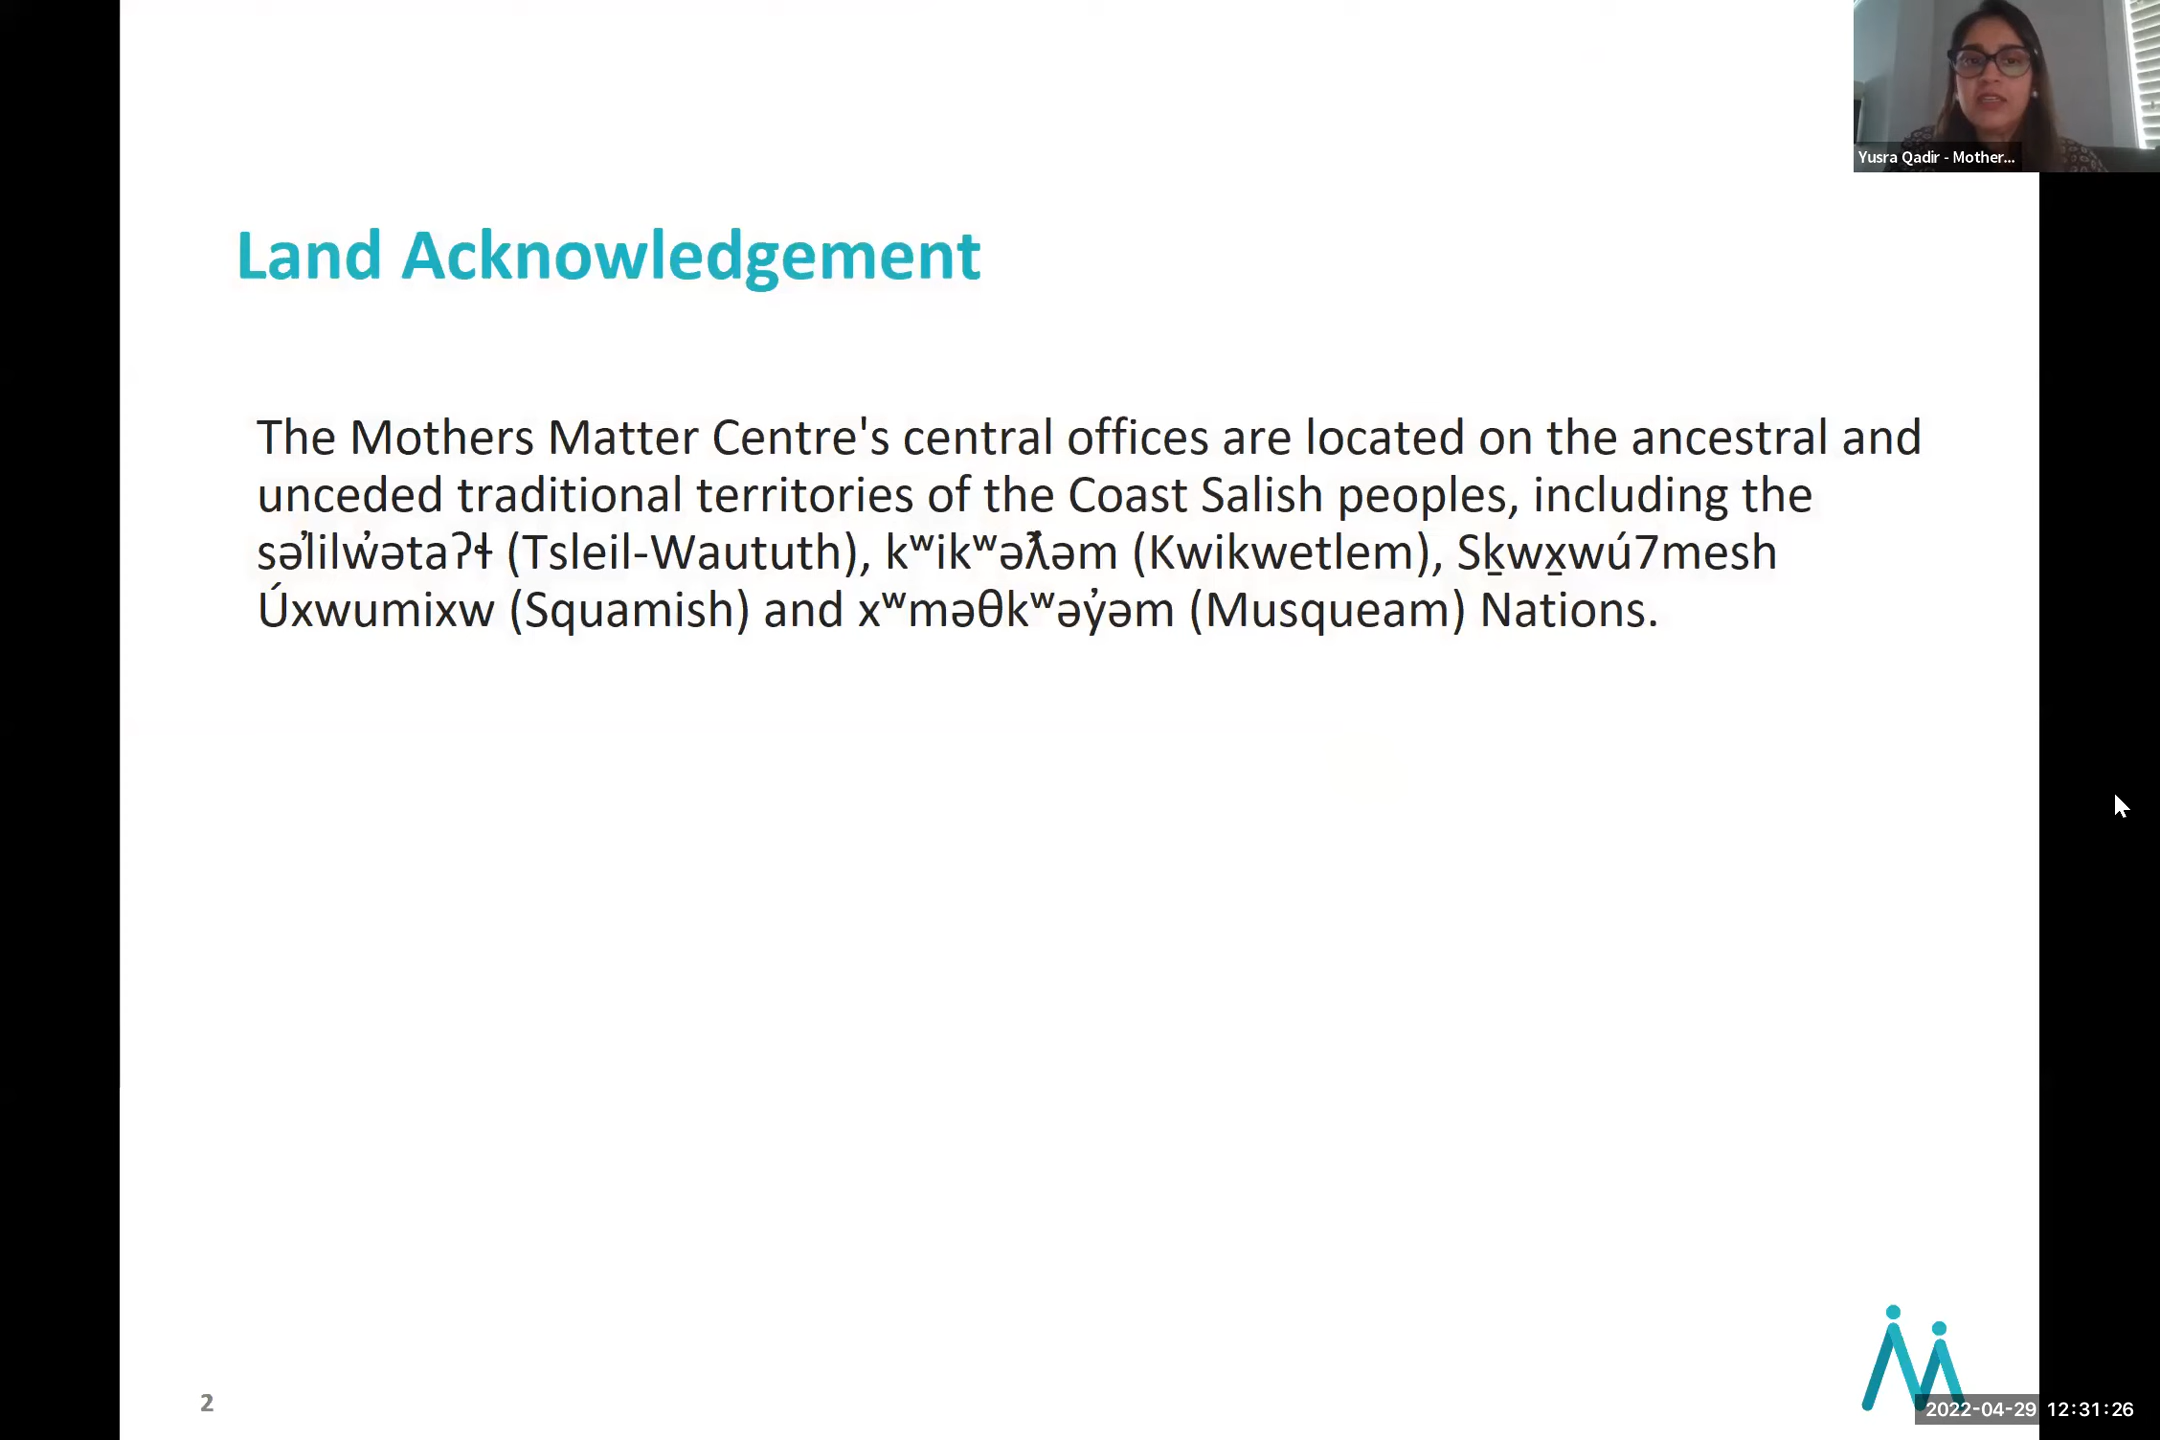 Yusra Qadir - Mother...
Land Acknowledgement
The Mothers Matter Centre's central offices are located on the ancestral and
unceded traditional territories of the Coast Salish peoples, including the
səl̓ilw̓ətaʔɬ (Tsleil-Waututh), kʷikʷəƛ̓əm (Kwikwetlem), Sḵwx̱wú7mesh
Úxwumixw (Squamish) and xʷməθkʷəy̓əm (Musqueam) Nations.
2
2022-04-29 12:31:26